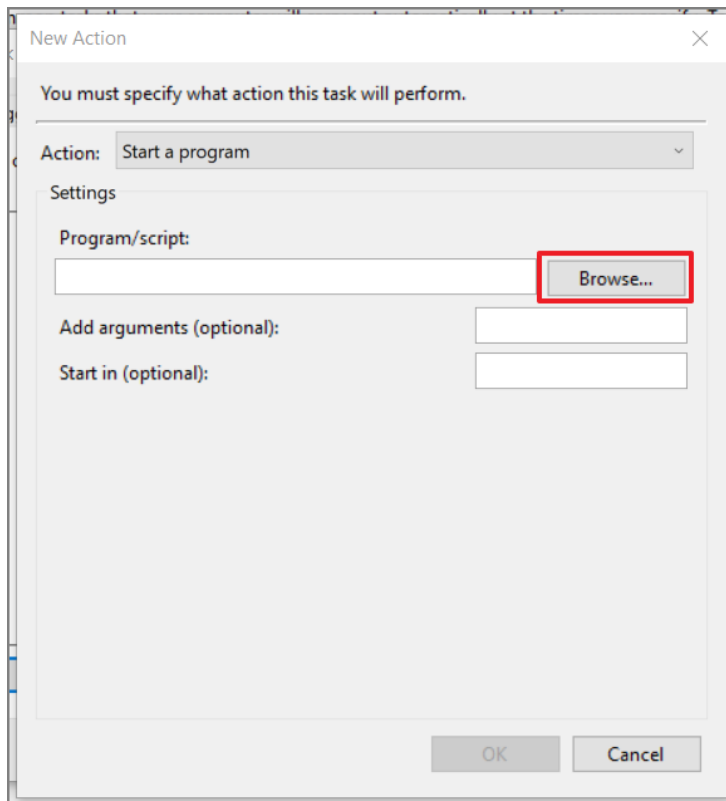 New Action
You must specify what action this task will perform.
Action: Start a program
Settings
Program/script:
Browse...
Add arguments (optional):
Start in (optional):
OK Cancel